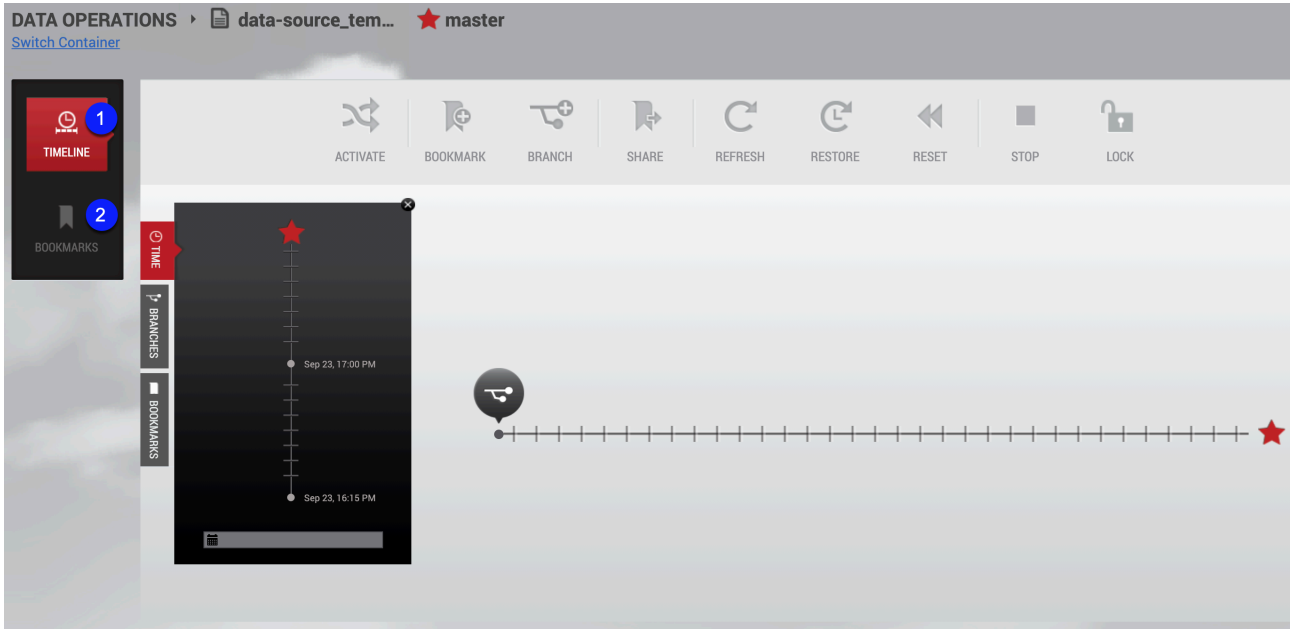 DATA OPERATIONS data-source_tem... master
Switch Container
1
TIMELINE
2
BOOKMARKS
ACTIVATE BOOKMARK BRANCH SHARE REFRESH RESTORE RESET STOP LOCK
TIME
BRANCHES
BOOKMARKS
Sep 23, 17:00 PM
Sep 23, 16:15 PM